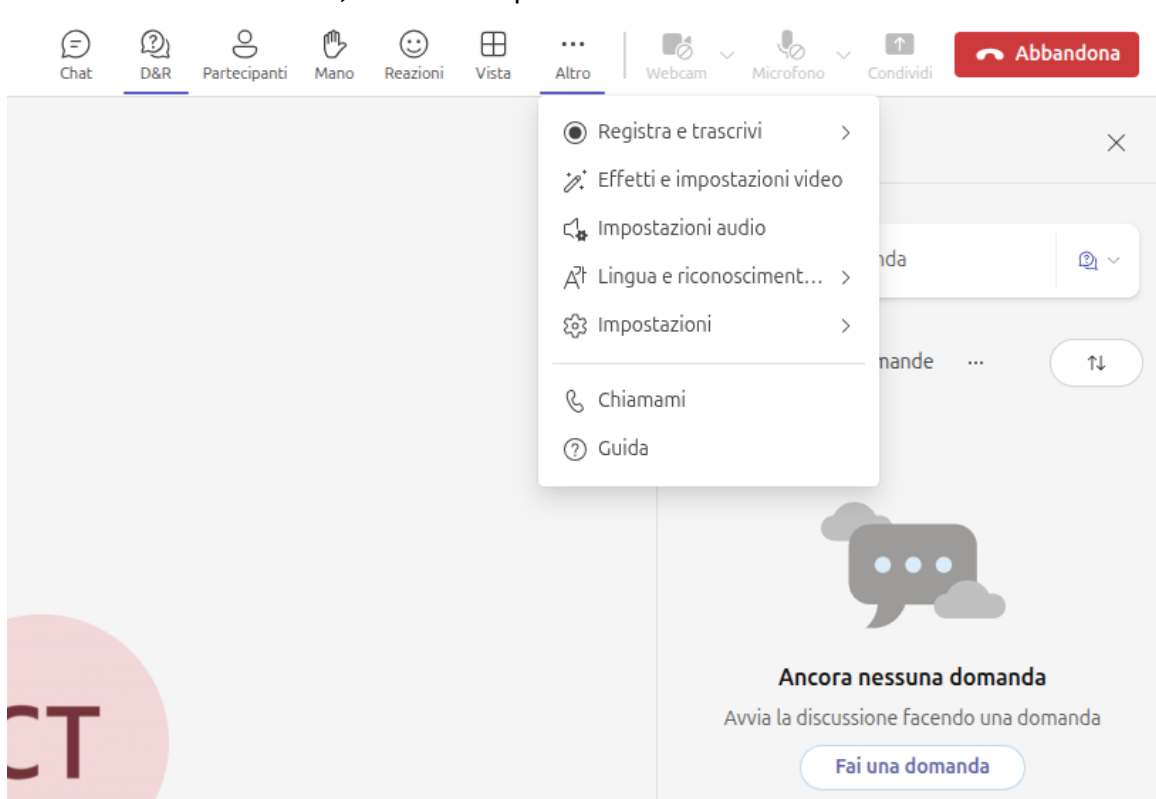 Chat
D&R
Partecipanti
Mano
Reazioni
Vista
Altro
Webcam
Microfono
Condividi
Abbandona
Registra e trascrivi
Effetti e impostazioni video
Impostazioni audio
Lingua e riconosciment...
Impostazioni
Chiamami
Guida
nda
mande
Ancora nessuna domanda
Avvia la discussione facendo una domanda
Fai una domanda
CT